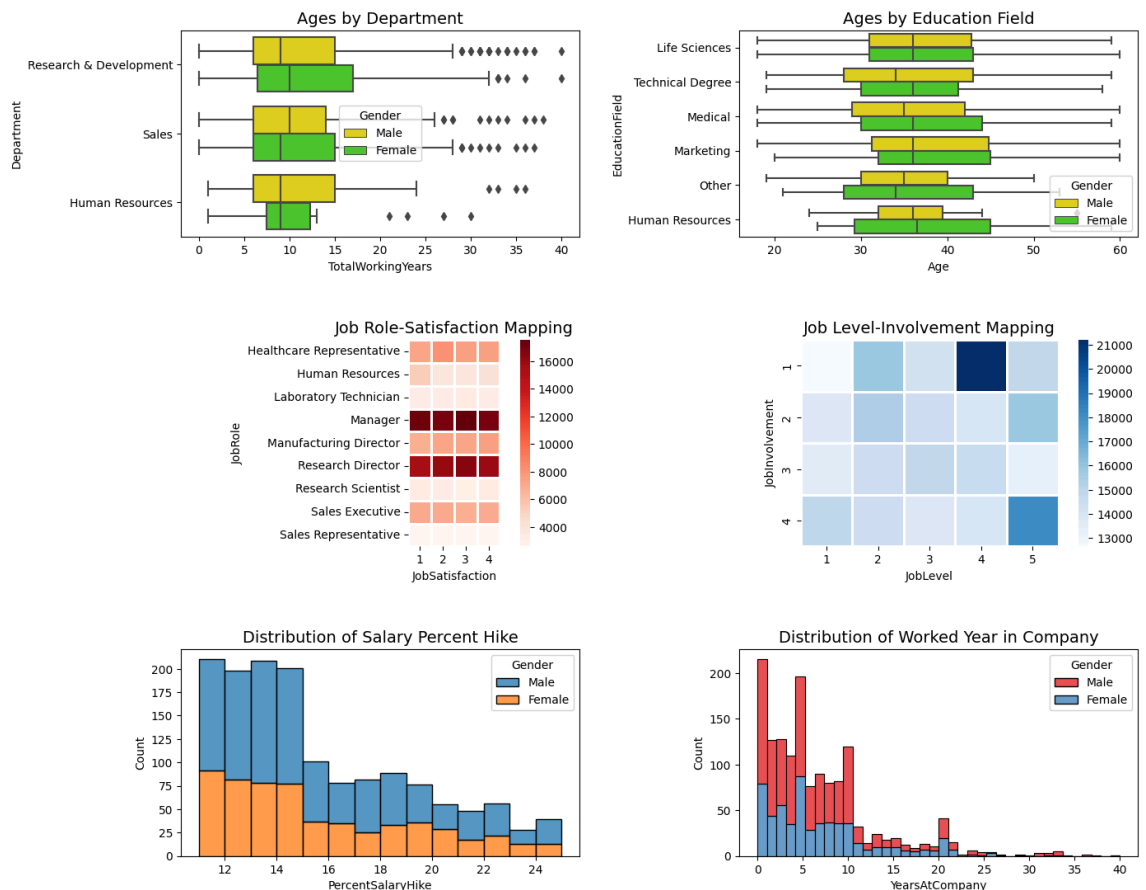 Ages by Department
Department
Research & Development
Sales
Human Resources
Gender
Male
Female
0 5 10 15 20 25 30 35 40
TotalWorkingYears
Ages by Education Field
EducationField
Life Sciences
Technical Degree
Medical
Marketing
Other
Human Resources
Gender
Male
Female
20 30 40 50 60
Age
Job Role-Satisfaction Mapping
JobRole
Healthcare Representative
Human Resources
Laboratory Technician
Manager
Manufacturing Director
Research Director
Research Scientist
Sales Executive
Sales Representative
1 2 3 4
JobSatisfaction
16000
14000
12000
10000
8000
6000
4000
Job Level-Involvement Mapping
JobInvolvement
1
2
3
4
1 2 3 4 5
JobLevel
21000
20000
19000
18000
17000
16000
15000
14000
13000
Distribution of Salary Percent Hike
Count
200
175
150
125
100
75
50
25
0
Gender
Male
Female
12 14 16 18 20 22 24
PercentSalaryHike
Distribution of Worked Year in Company
Count
200
150
100
50
0
Gender
Male
Female
0 5 10 15 20 25 30 35 40
YearsAtCompany